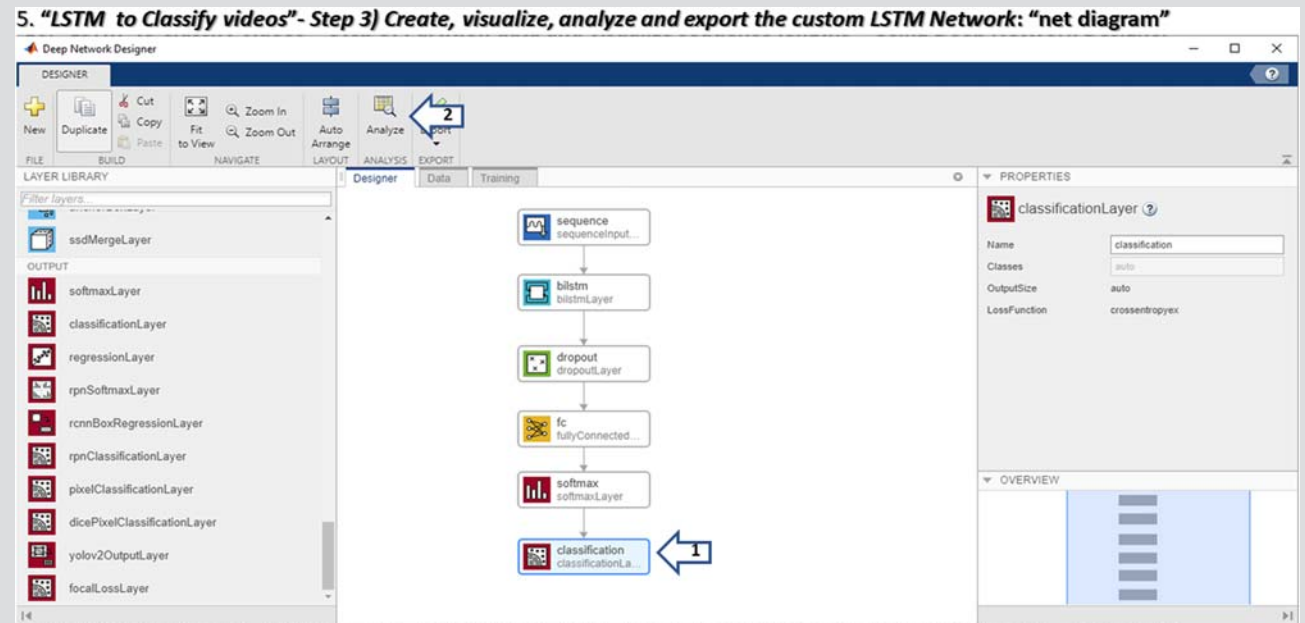 5. “LSTM to Classify videos”- Step 3) Create, visualize, analyze and export the custom LSTM Network: “net diagram”
Deep Network Designer
DESIGNER
?
New
Duplicate
Cut
Copy
Paste
Fit
to View
Zoom In
Zoom Out
Auto
Arrange
Analyze
2
FILE
BUILD
NAVIGATE
LAYOUT
ANALYSIS
EXPORT
LAYER LIBRARY
Filter layers...
ssdMergeLayer
OUTPUT
softmaxLayer
classificationLayer
regressionLayer
rpnSoftmaxLayer
rcnnBoxRegressionLayer
rpnClassificationLayer
pixelClassificationLayer
dicePixelClassificationLayer
yolov2OutputLayer
focalLossLayer
Designer
Data
Training
sequence
sequenceInput...
bilstm
bilstmLayer
dropout
dropoutLayer
fc
fullyConnected...
softmax
softmaxLayer
classification
classificationLa...
1
PROPERTIES
classificationLayer ?
Name classification
Classes auto
OutputSize auto
LossFunction crossentropyex
OVERVIEW